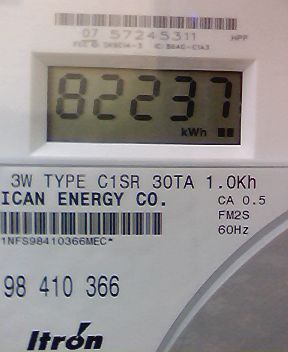 07 57245311 HPP
82237
kWh
3W TYPE C1SR 30TA 1.0Kh
ICAN ENERGY CO. CA 0.5
FM2S
1NFS98410366MEC* 60Hz
98 410 366
Itron